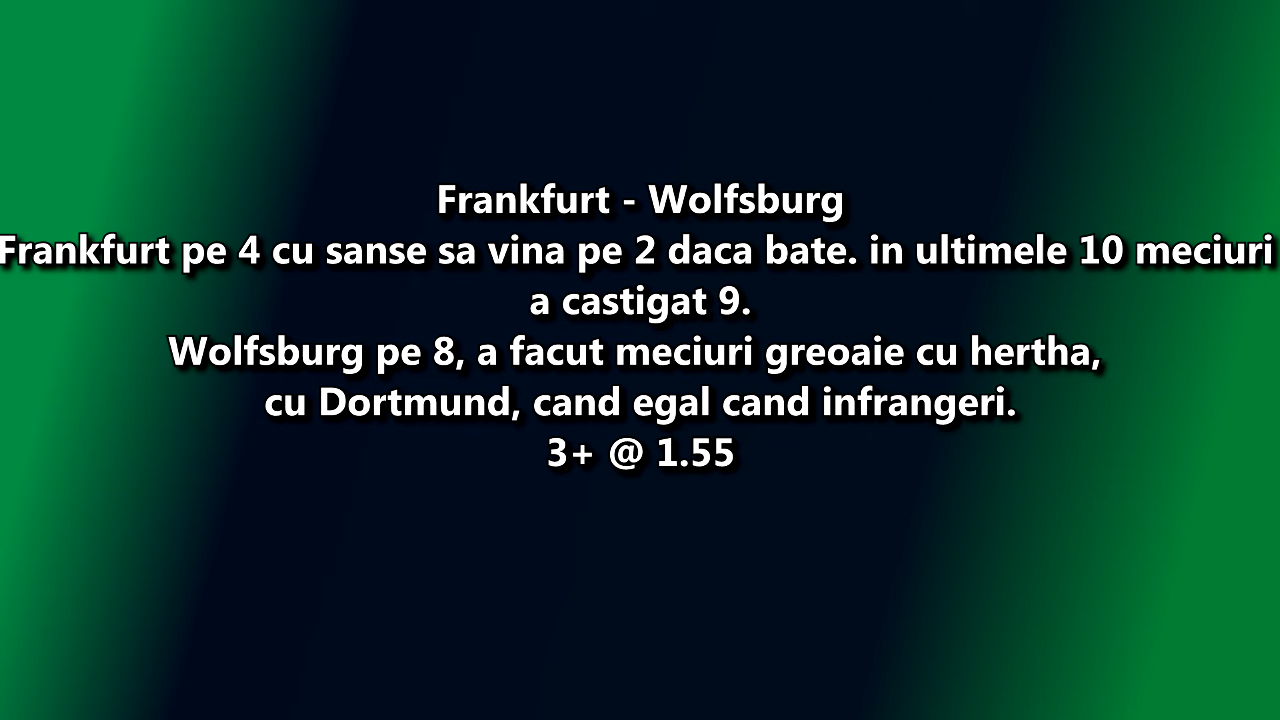 Frankfurt - Wolfsburg
Frankfurt pe 4 cu sanse sa vina pe 2 daca bate. in ultimele 10 meciuri
a castigat 9.
Wolfsburg pe 8, a facut meciuri greoaie cu hertha,
cu Dortmund, cand egal cand infrangeri.
3+ @ 1.55